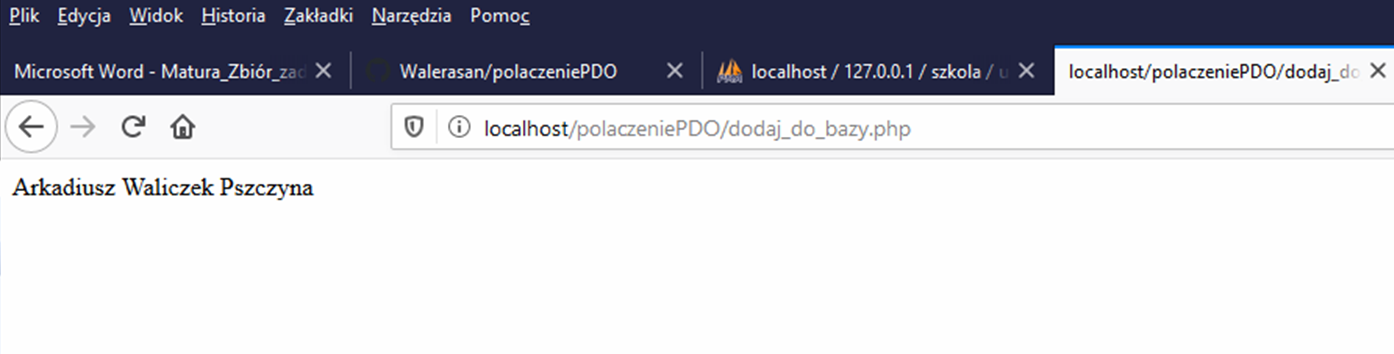 Plik Edycja Widok Historia Zakładki Narzędzia Pomoc
Microsoft Word - Matura_Zbiór_zad Walerasan/polaczeniePDO localhost / 127.0.0.1 / szkola / u localhost/polaczeniePDO/dodaj_do
localhost/polaczeniePDO/dodaj_do_bazy.php
Arkadiusz Waliczek Pszczyna